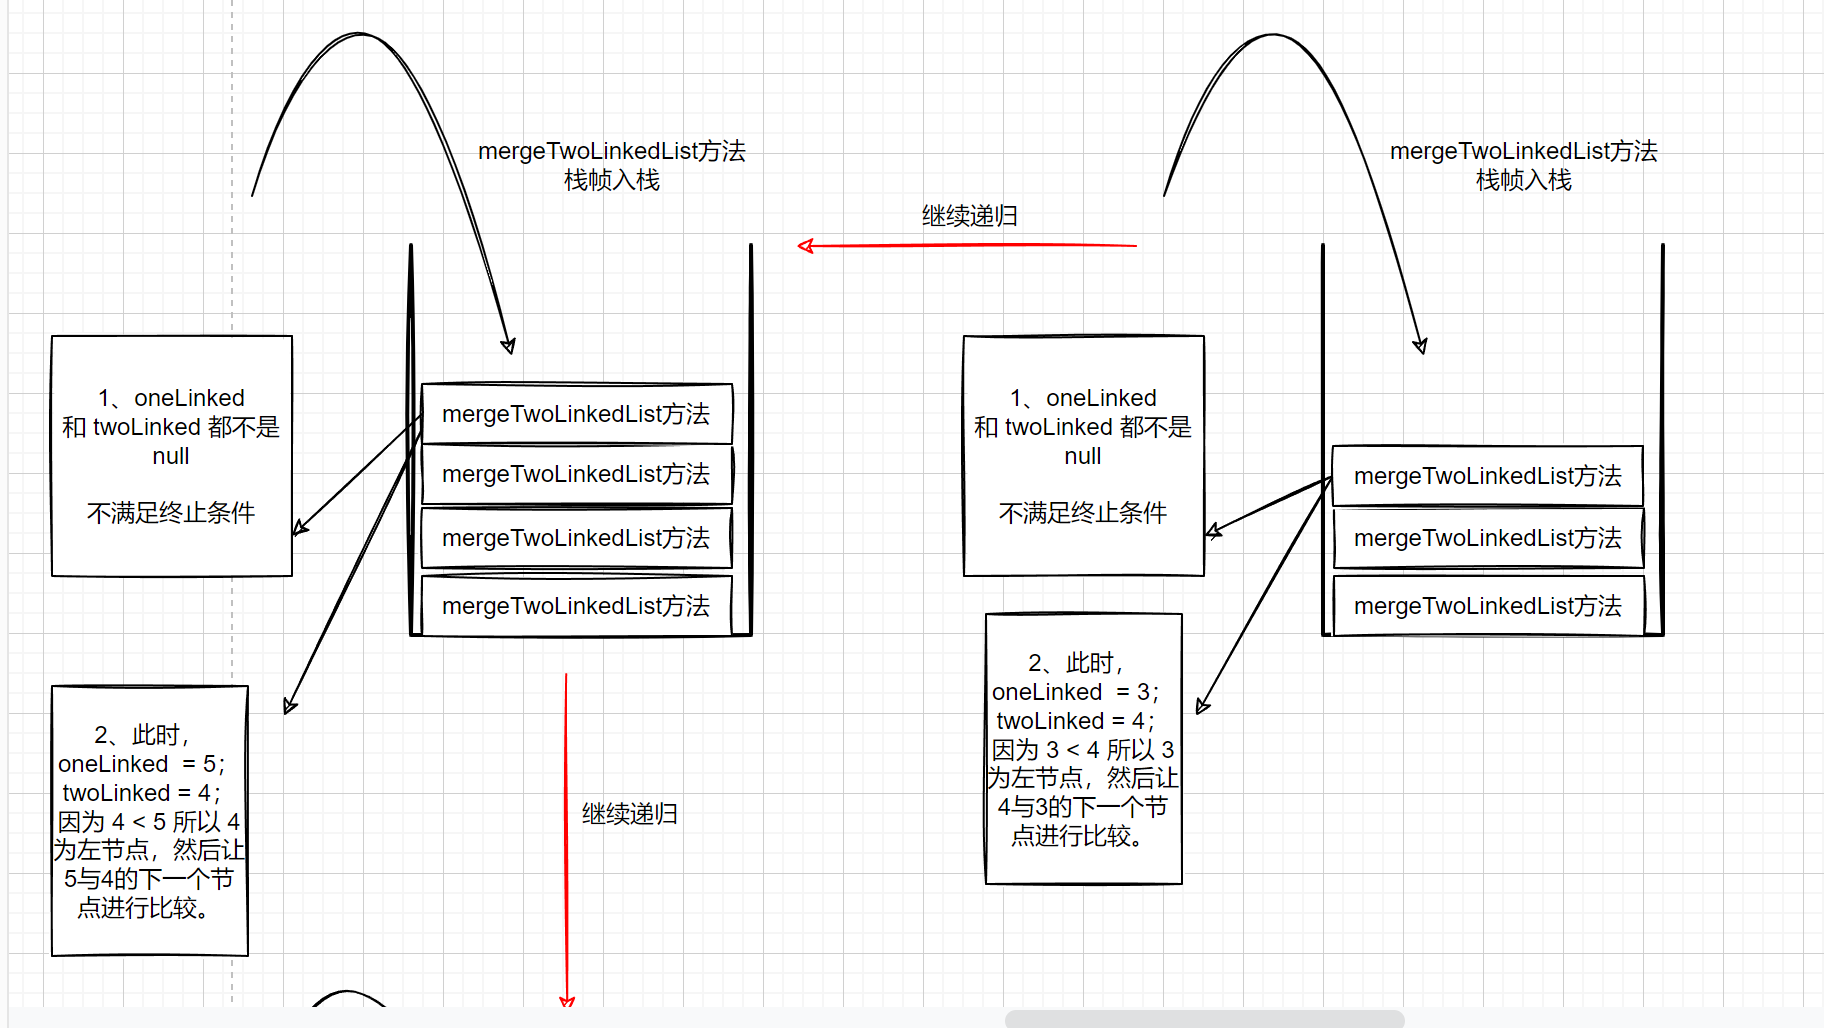 mergeTwoLinkedList方法
栈帧入栈
1、oneLinked
和 twoLinked 都不是
null
不满足终止条件
mergeTwoLinkedList方法
mergeTwoLinkedList方法
mergeTwoLinkedList方法
mergeTwoLinkedList方法
2、此时，
oneLinked = 5；
twoLinked = 4；
因为 4 < 5 所以 4
为左节点，然后让
5与4的下一个节
点进行比较。
继续递归
继续递归
mergeTwoLinkedList方法
栈帧入栈
1、oneLinked
和 twoLinked 都不是
null
不满足终止条件
mergeTwoLinkedList方法
mergeTwoLinkedList方法
mergeTwoLinkedList方法
2、此时，
oneLinked = 3；
twoLinked = 4；
因为 3 < 4 所以 3
为左节点，然后让
4与3的下一个节
点进行比较。